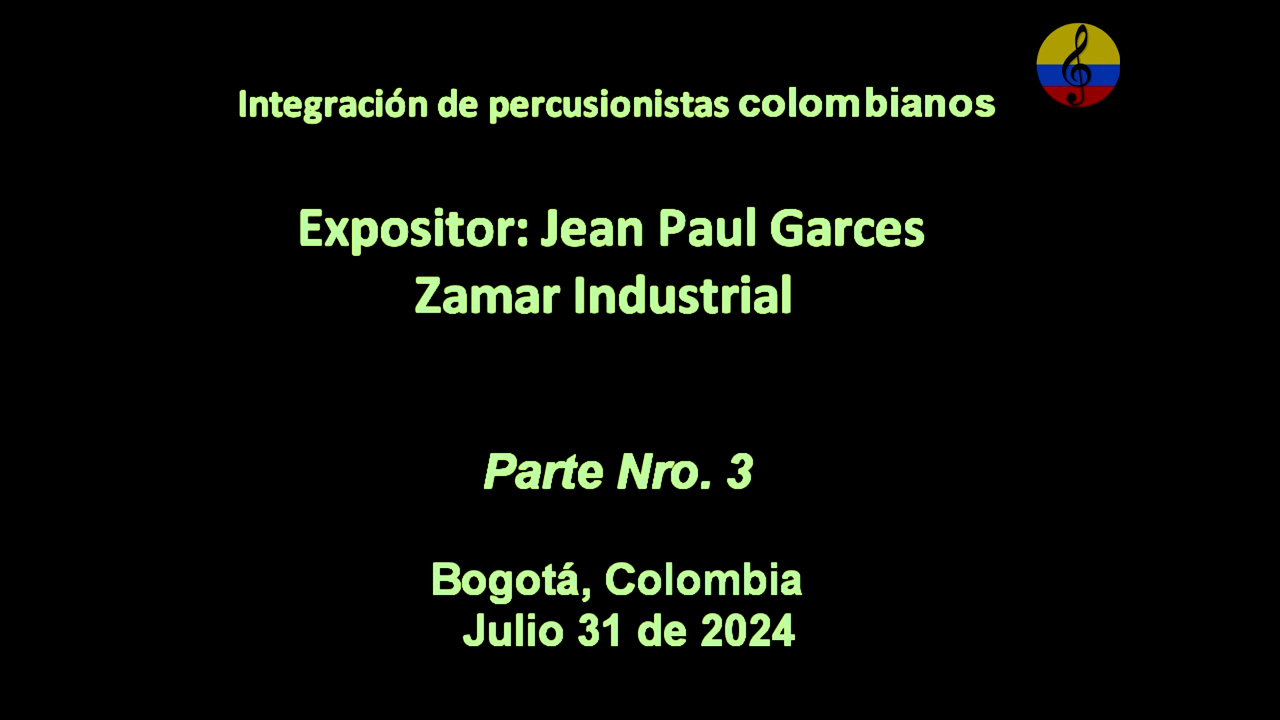 Integración de percusionistas colombianos
Expositor: Jean Paul Garces
Zamar Industrial
Parte Nro. 3
Bogotá, Colombia
Julio 31 de 2024